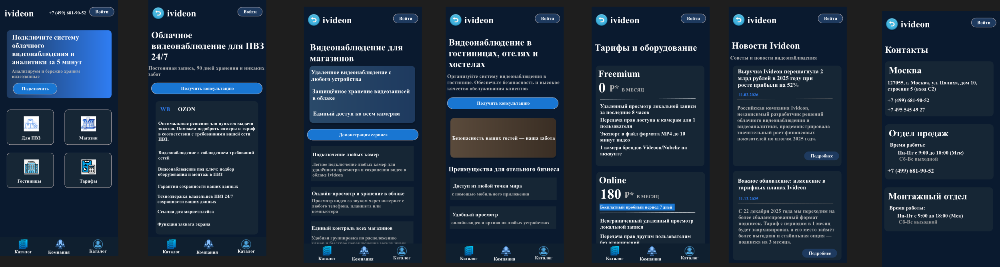 ivideon
+7 (499) 681-90-52
Войти
Подключите систему
облачного
видеонаблюдения и
аналитики за 5 минут
Анализируем и бережно храним
видеоданные
Подключить
Для ПВЗ
Магазин
HOTEL
Гостиницы
Тарифы
Каталог
Компания
Каталог
ivideon
Войти
Облачное
видеонаблюдение для ПВЗ
24/7
Постоянная запись, 90 дней хранения и никаких
забот
Получить консультацию
WB OZON
Оптимальные решения для пунктов выдачи
заказов. Поможем подобрать камеры и тариф
в соответствии с требованиями вашей сети
ПВЗ.
Видеонаблюдение с соблюдением требований
сетей
Видеонаблюдение под ключ: подбор
оборудования и монтаж в ПВЗ
Гарантия сохранности ваших данных
Техподдержка владельцев ПВЗ 24/7
сохранности ваших данных
Ссылка для маркетплейса
Функция захвата экрана
Каталог
Компания
Каталог
ivideon
Войти
Видеонаблюдение для
магазинов
Удаленное видеонаблюдение с
любого устройства
Защищённое хранение видеозаписей
в облаке
Единый доступ ко всем камерам
Демонстрация сервиса
Подключение любых камер
Легкое подключение любых камер для
удалённого просмотра и сохранения видео в
облаке Ivideon
Онлайн-просмотр и хранение в облаке
Просмотр видео со звуком через интернет с
любого телефона, планшета или
компьютера
Единый контроль всех магазинов
Удобная группировка по расположению
камер и быстрое переключение между ними
Каталог
Компания
Каталог
ivideon
Войти
Видеонаблюдение в
гостиницах, отелях и
хостелах
Организуйте систему видеонаблюдения в
гостинице. Обеспечьте безопасность и высокое
качество обслуживания клиентов
Получить консультацию
Безопасность ваших гостей — наша забота
Преимущества для отельного бизнеса
Доступ из любой точки мира
с помощью мобильного приложения
Удобный просмотр
онлайн-видео и архива на любых устройствах
Каталог
Компания
Каталог
ivideon
Войти
Тарифы и оборудование
Freemium
0 ₽* В МЕСЯЦ
Удаленный просмотр локальной записи
за последние 8 часов
Передача прав доступа к камерам для 1
пользователя
Экспорт в файл формата MP4 до 10
минут видео
1 камера брендов Videoon/Nobelic на
аккаунте
Online
180 ₽* В МЕСЯЦ
Бесплатный пробный период 7 дней
Неограниченный удаленный просмотр
локальной записи
Передача прав другим пользователям
без ограничений
Каталог
Компания
Каталог
ivideon
Войти
Новости Ivideon
Советы и новости видеонаблюдения
Выручка Ivideon перешагнула 2
млрд рублей в 2025 году при
росте прибыли на 52%
11.02.2026
Российская компания Ivideon,
независимый разработчик решений
облачного видеонаблюдения и
видеоаналитики, продемонстрировала
значительный рост финансовых
показателей по итогам 2025 года.
Подробнее
Важное обновление: изменение в
тарифных планах Ivideon
11.12.2025
С 22 декабря 2025 года мы переходим на
более сбалансированный формат
подписок. Тариф с периодом в 1 месяц
будет заархивирован, а его место займёт
более выгодная и стабильная опция —
подписка на 3 месяца.
Подробнее
ivideon
Войти
Контакты
Москва
127055, г. Москва, ул. Палиха, дом 10,
строение 5 (вход С2)
+7 (499) 681-90-52
+7 495 545 49 27
Отдел продаж
Время работы:
Пн-Пт с 9:00 до 18:00 (Мск)
Сб-Вс выходной
+7 (499) 681-90-52
Монтажный отдел
Время работы:
Пн-Пт с 9:00 до 18:00 (Мск)
Сб-Вс выходной